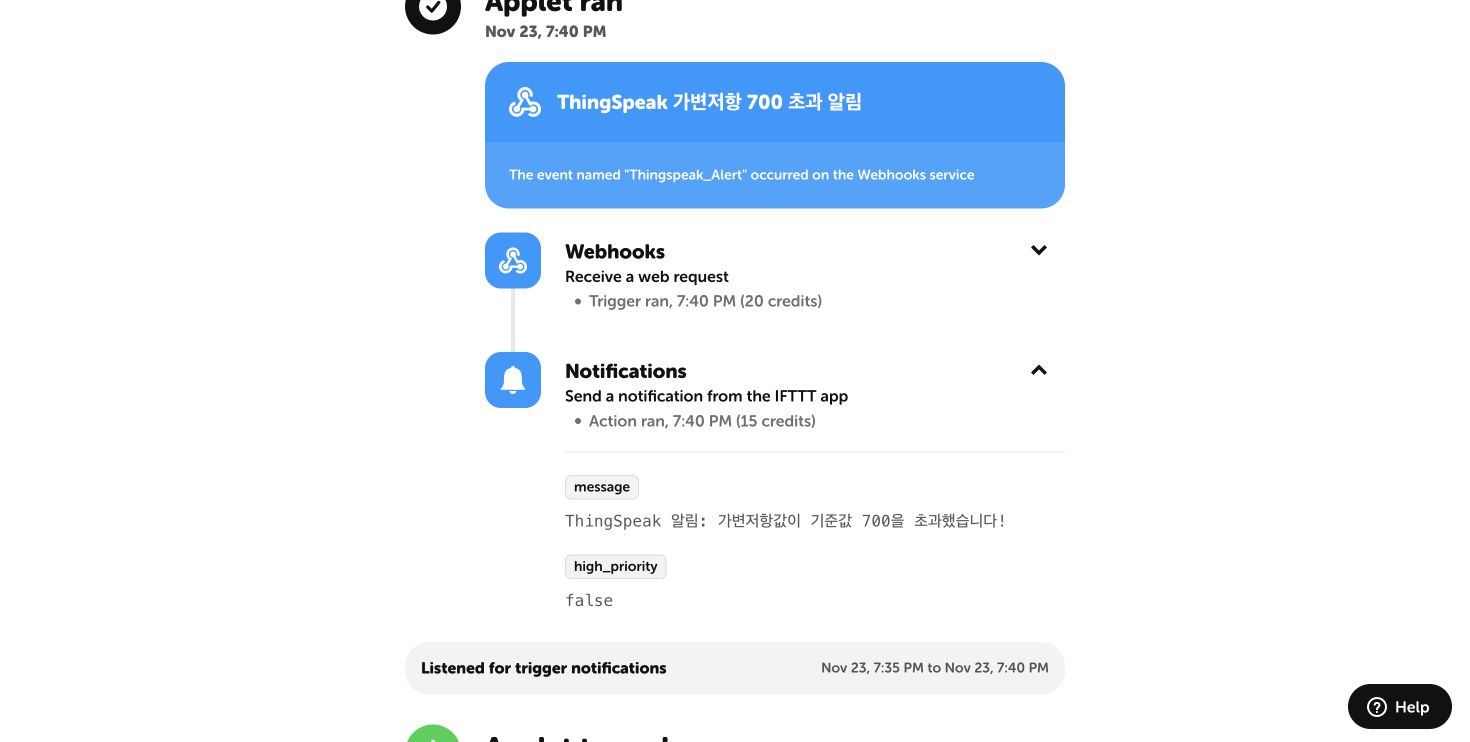 Applet ran
Nov 23, 7:40 PM
ThingSpeak 가변저항 700 초과 알림
The event named "Thingspeak_Alert" occurred on the Webhooks service
Webhooks
Receive a web request
• Trigger ran, 7:40 PM (20 credits)
Notifications
Send a notification from the IFTTT app
• Action ran, 7:40 PM (15 credits)
message
ThingSpeak 알림: 가변저항값이 기준값 700을 초과했습니다!
high_priority
false
Listened for trigger notifications Nov 23, 7:35 PM to Nov 23, 7:40 PM
Help